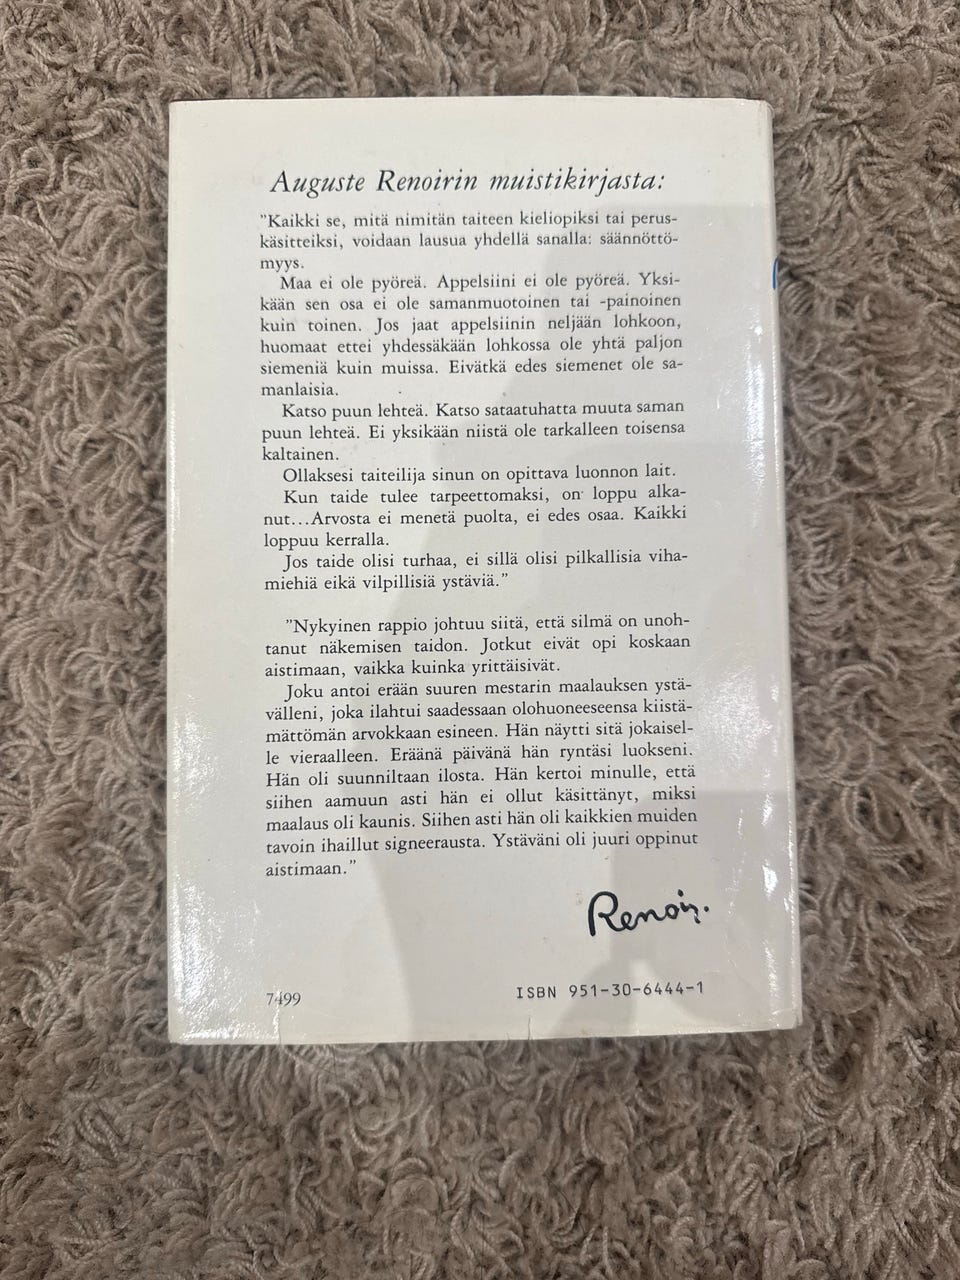 Auguste Renoirin muistikirjasta:
"Kaikki se, mitä nimitän taiteen kieliopiksi tai perus-
käsitteiksi, voidaan lausua yhdellä sanalla: säännöttö-
myys.
Maa ei ole pyöreä. Appelsiini ei ole pyöreä. Yksi-
kään sen osa ei ole samanmuotoinen tai -painoinen
kuin toinen. Jos jaat appelsiinin neljään lohkoon,
huomaat ettei yhdessäkään lohkossa ole yhtä paljon
siemeniä kuin muissa. Eivätkä edes siemenet ole sa-
manlaisia.
Katso puun lehteä. Katso sataatuhatta muuta saman
puun lehteä. Ei yksikään niistä ole tarkalleen toisensa
kaltainen.
Ollaksesi taiteilija sinun on opittava luonnon lait.
Kun taide tulee tarpeettomaksi, on loppu alka-
nut...Arvosta ei menetä puolta, ei edes osaa. Kaikki
loppuu kerralla.
Jos taide olisi turhaa, ei sillä olisi pilkallisia viha-
miehiä eikä vilpillisiä ystäviä."
"Nykyinen rappio johtuu siitä, että silmä on unoh-
tanut näkemisen taidon. Jotkut eivät opi koskaan
aistimaan, vaikka kuinka yrittäisivät.
Joku antoi erään suuren mestarin maalauksen ystä-
välleni, joka ilahtui saadessaan olohuoneeseensa kiistä-
mättömän arvokkaan esineen. Hän näytti sitä jokaisel-
le vieraalleen. Eräänä päivänä hän ryntäsi luokseni.
Hän oli suunniltaan ilosta. Hän kertoi minulle, että
siihen aamuun asti hän ei ollut käsittänyt, miksi
maalaus oli kaunis. Siihen asti hän oli kaikkien muiden
tavoin ihaillut signeerausta. Ystäväni oli juuri oppinut
aistimaan."
Renoir.
7499
ISBN 951-30-6444-1